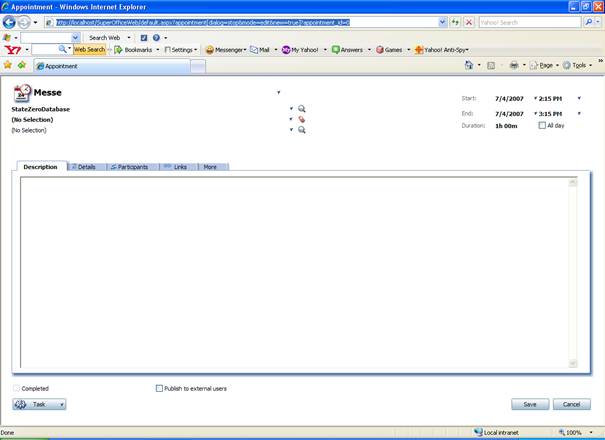 Appointment - Windows Internet Explorer
http://localhost/SuperOfficeWeb/default.aspx?appointment[dialog=stop&mode=edit&new==true]?appointment_id=0
Yahoo! Search
Search Web
Y! Web Search Bookmarks Settings Messenger Mail My Yahoo! Answers Games Yahoo! Anti-Spy
Appointment Page Tools
Messe
Start: 7/4/2007 2:15 PM
StateZeroDatabase
End: 7/4/2007 3:15 PM
(No Selection)
Duration: 1h 00m All day
(No Selection)
Description Details Participants Links More
Completed Publish to external users
Task Save Cancel
Done Local intranet 100%